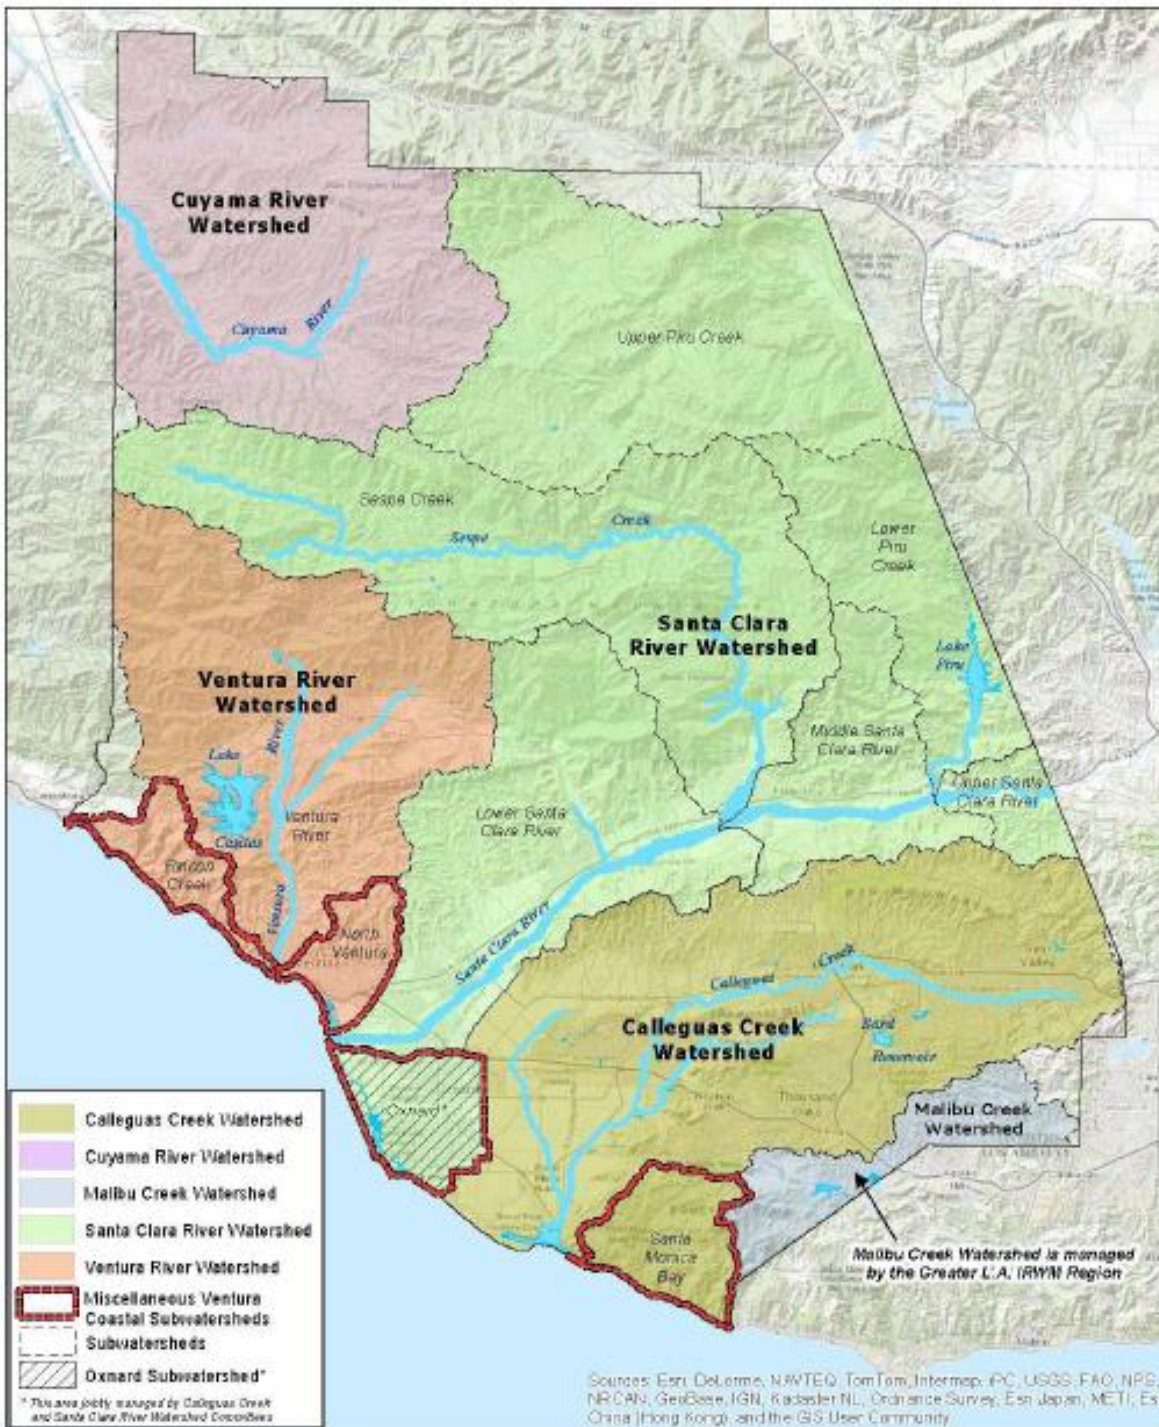 Cuyama River
Watershed
Cuyama River
Upper Piru Creek
Sespe Creek
Sespe Creek
Lower
Piru
Creek
Santa Clara
River Watershed
Lake
Piru
Ventura River
Watershed
River
Lake
Casitas
Ventura
River
Ventura
Middle Santa
Clara River
Upper Santa
Clara River
Lower Santa
Clara River
Rincon
Creek
North
Ventura
Santa Clara River
Calleguas Creek
Calleguas Creek
Watershed
Bard
Reservoir
Thousand
Oxnard*
Malibu Creek
Watershed
Santa
Monica
Bay
Malibu Creek Watershed is managed
by the Greater L.A. IRWM Region
Calleguas Creek Watershed
Cuyama River Watershed
Malibu Creek Watershed
Santa Clara River Watershed
Ventura River Watershed
Miscellaneous Ventura
Coastal Subwatersheds
Subwatersheds
Oxnard Subwatershed*
* This area jointly managed by Calleguas Creek
and Santa Clara River Watershed Committees
Sources: Esri, DeLorme, NAVTEQ, TomTom, Intermap, iPC, USGS, FAO, NPS,
NRCAN, GeoBase, IGN, Kadaster NL, Ordnance Survey, Esri Japan, METI, Es
China (Hong Kong), and the GIS User Community